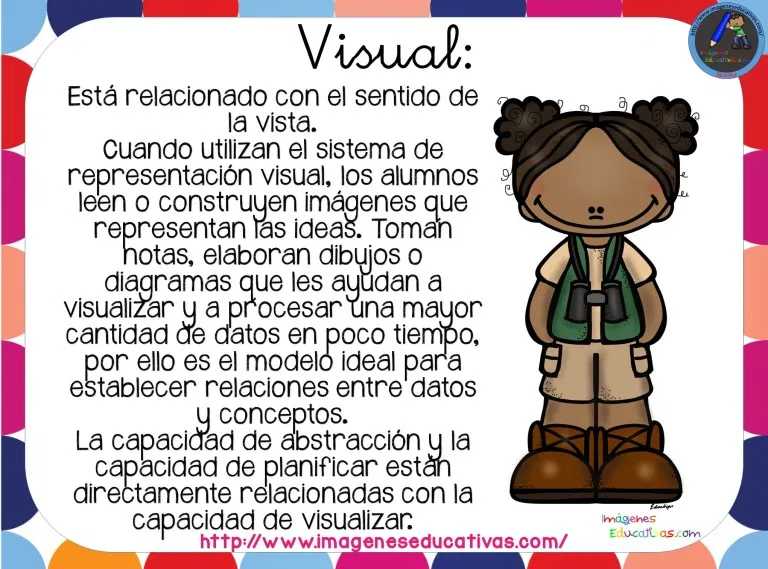 Visual:
Está relacionado con el sentido de
la vista.
Cuando utilizan el sistema de
representación visual, los alumnos
leen o construyen imágenes que
representan las ideas. Toman
notas, elaboran dibujos o
diagramas que les ayudan a
visualizar y a procesar una mayor
cantidad de datos en poco tiempo,
por ello es el modelo ideal para
establecer relaciones entre datos
y conceptos.
La capacidad de abstracción y la
capacidad de planificar están
directamente relacionadas con la
capacidad de visualizar.
http://www.imageneseducativas.com/
Imágenes
Educativas.com